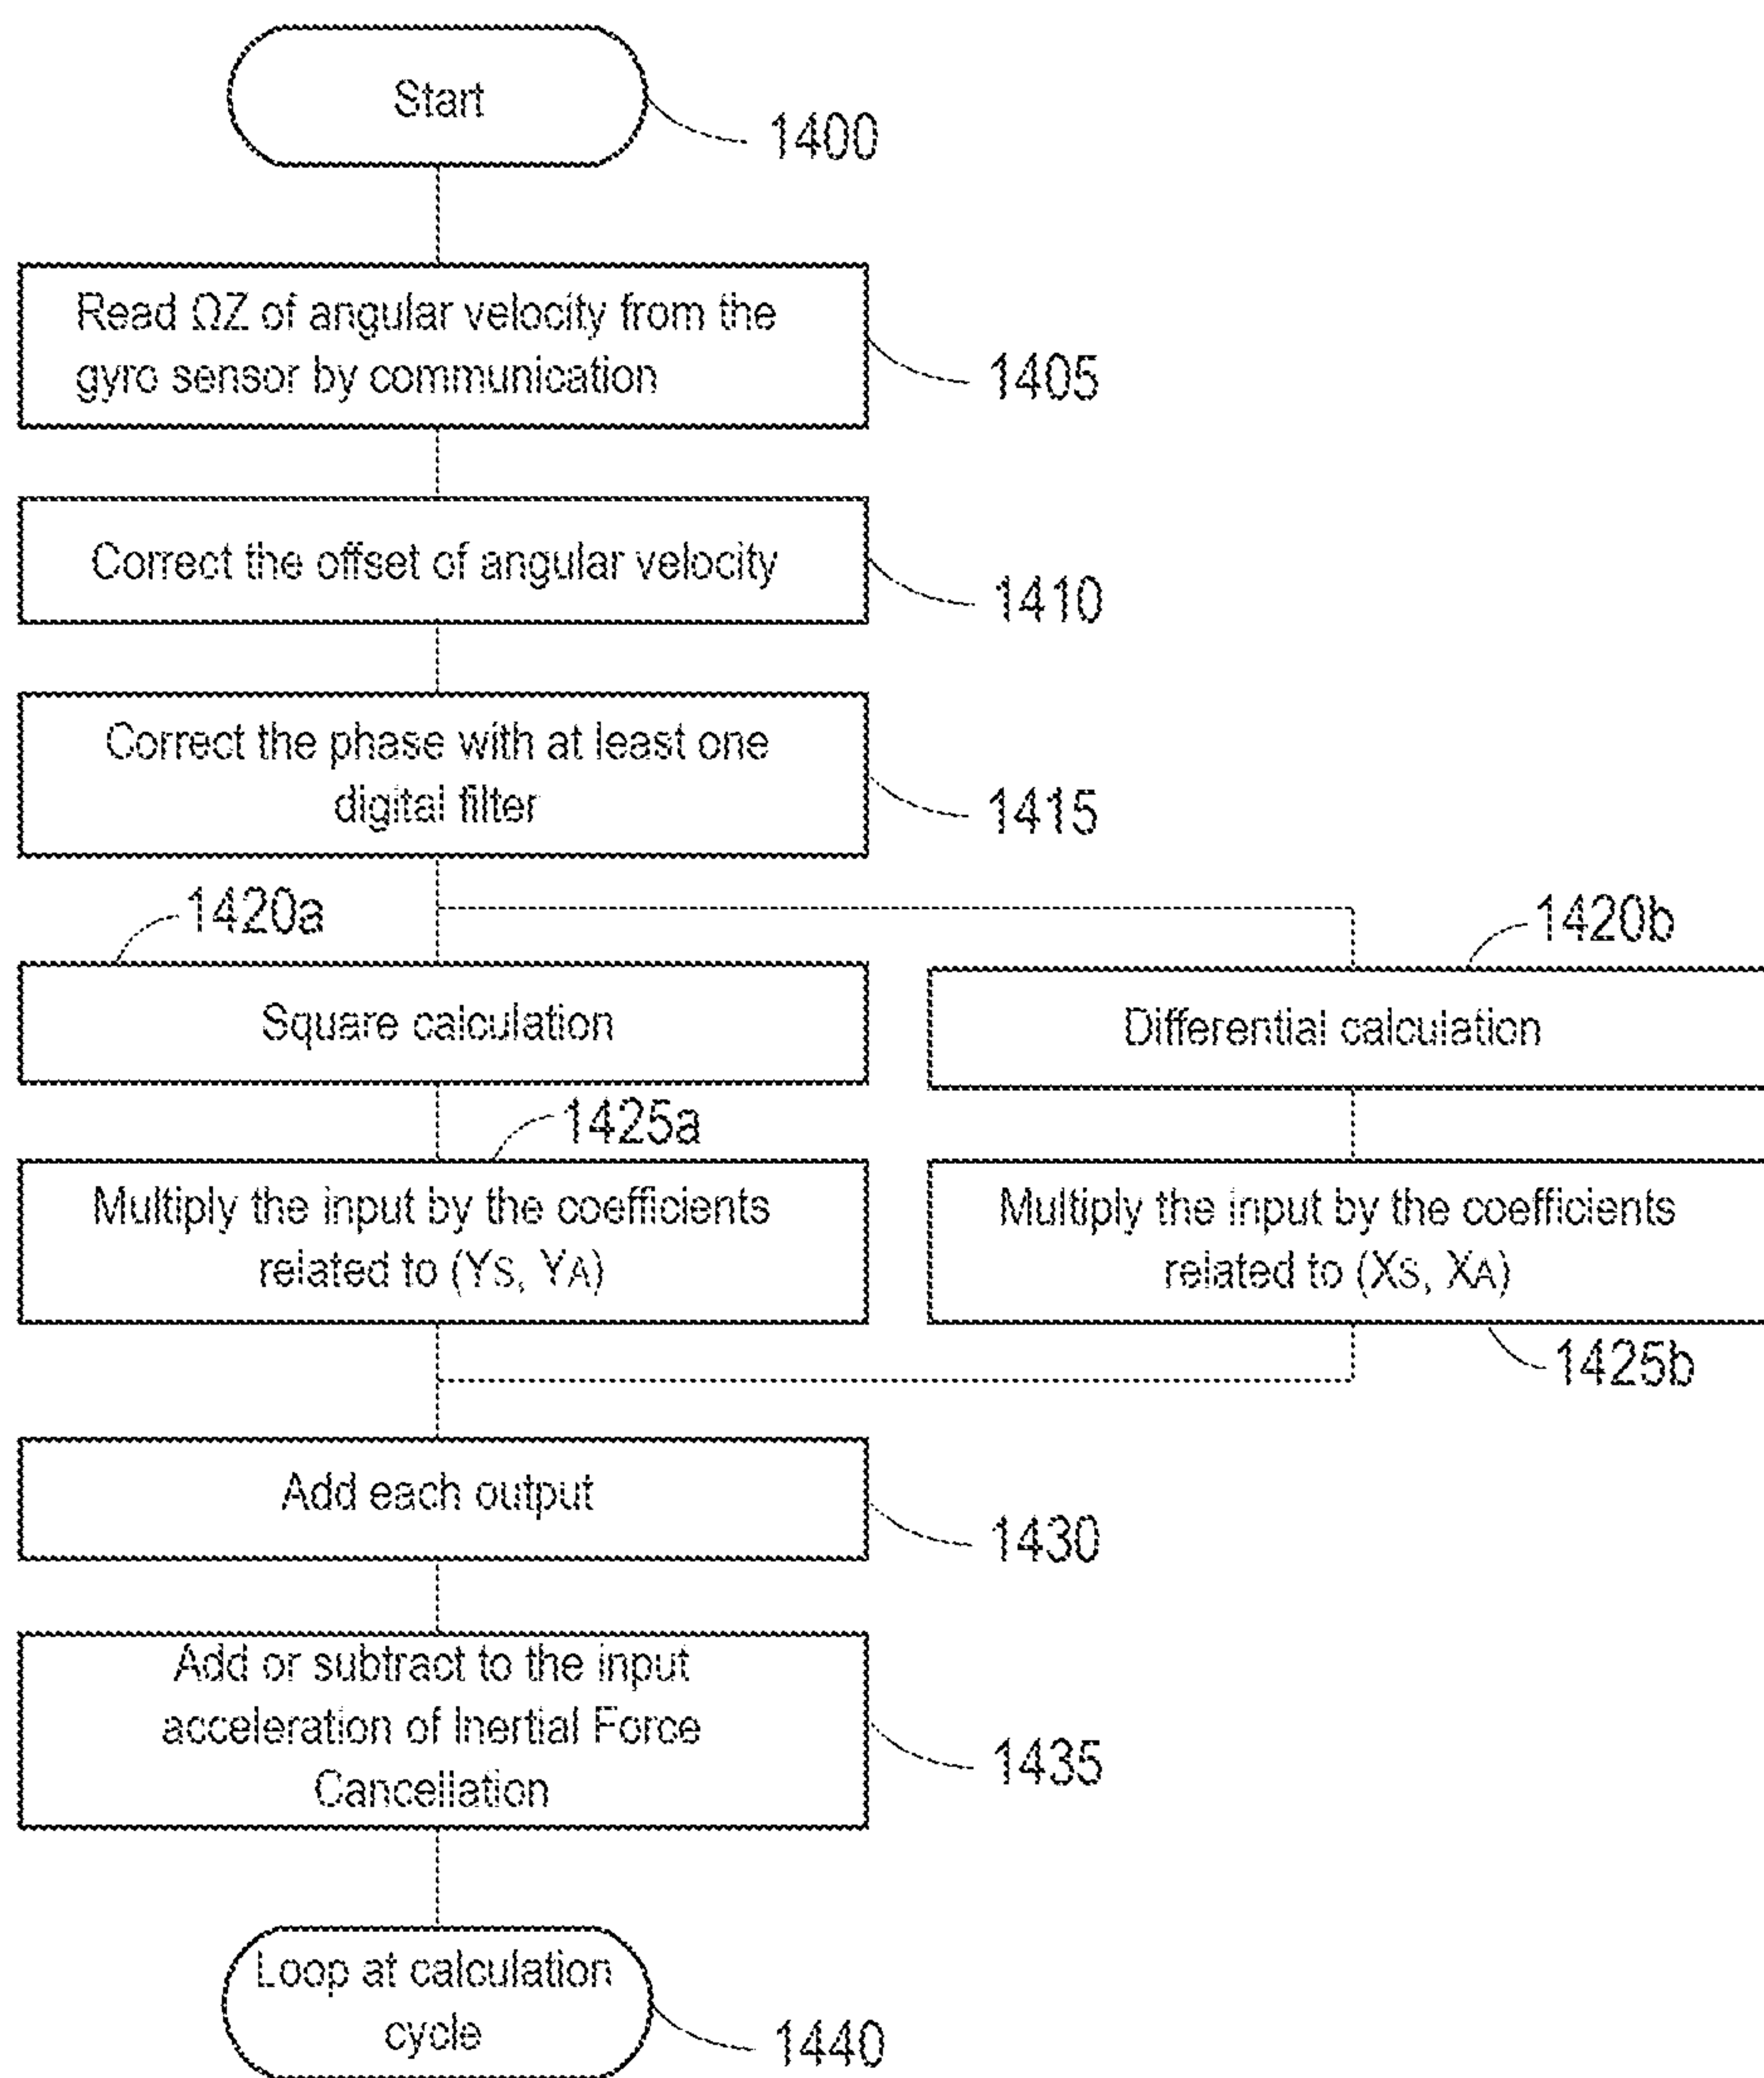 Start
1400
Read ΩZ of angular velocity from the
gyro sensor by communication
1405
Correct the offset of angular velocity
1410
Correct the phase with at least one
digital filter
1415
1420a
1420b
Square calculation
Differential calculation
1425a
Multiply the input by the coefficients
related to (YS, YA)
Multiply the input by the coefficients
related to (XS, XA)
1425b
Add each output
1430
Add or subtract to the input
acceleration of Inertial Force
Cancellation
1435
Loop at calculation
cycle
1440